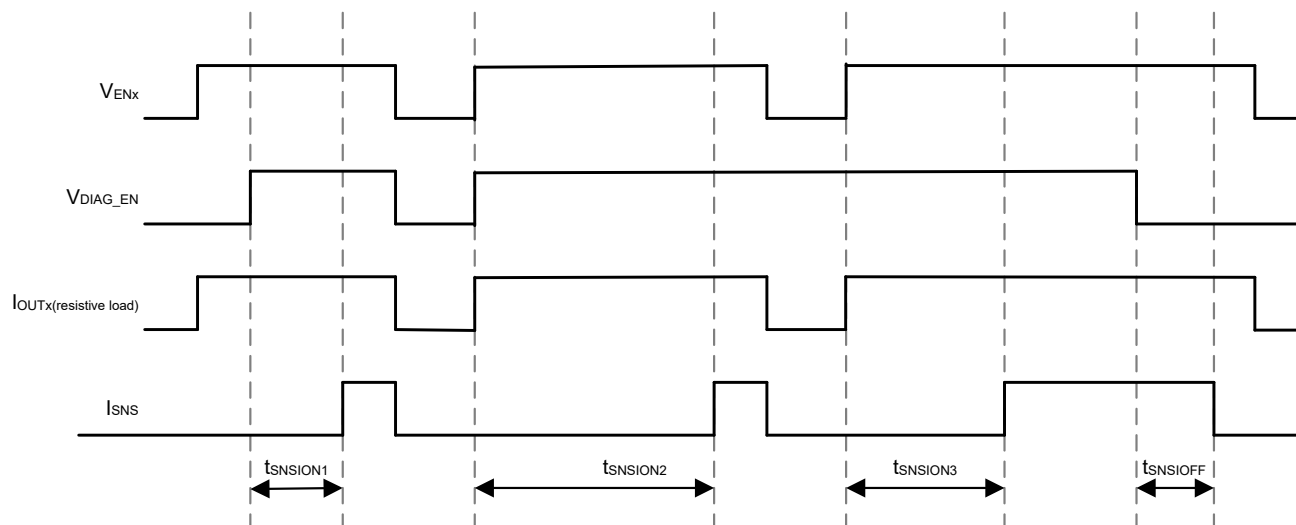 VENx
VDIAG_EN
IOUTx(resistive load)
ISNS
tSNSION1
tSNSION2
tSNSION3
tSNSIOFF